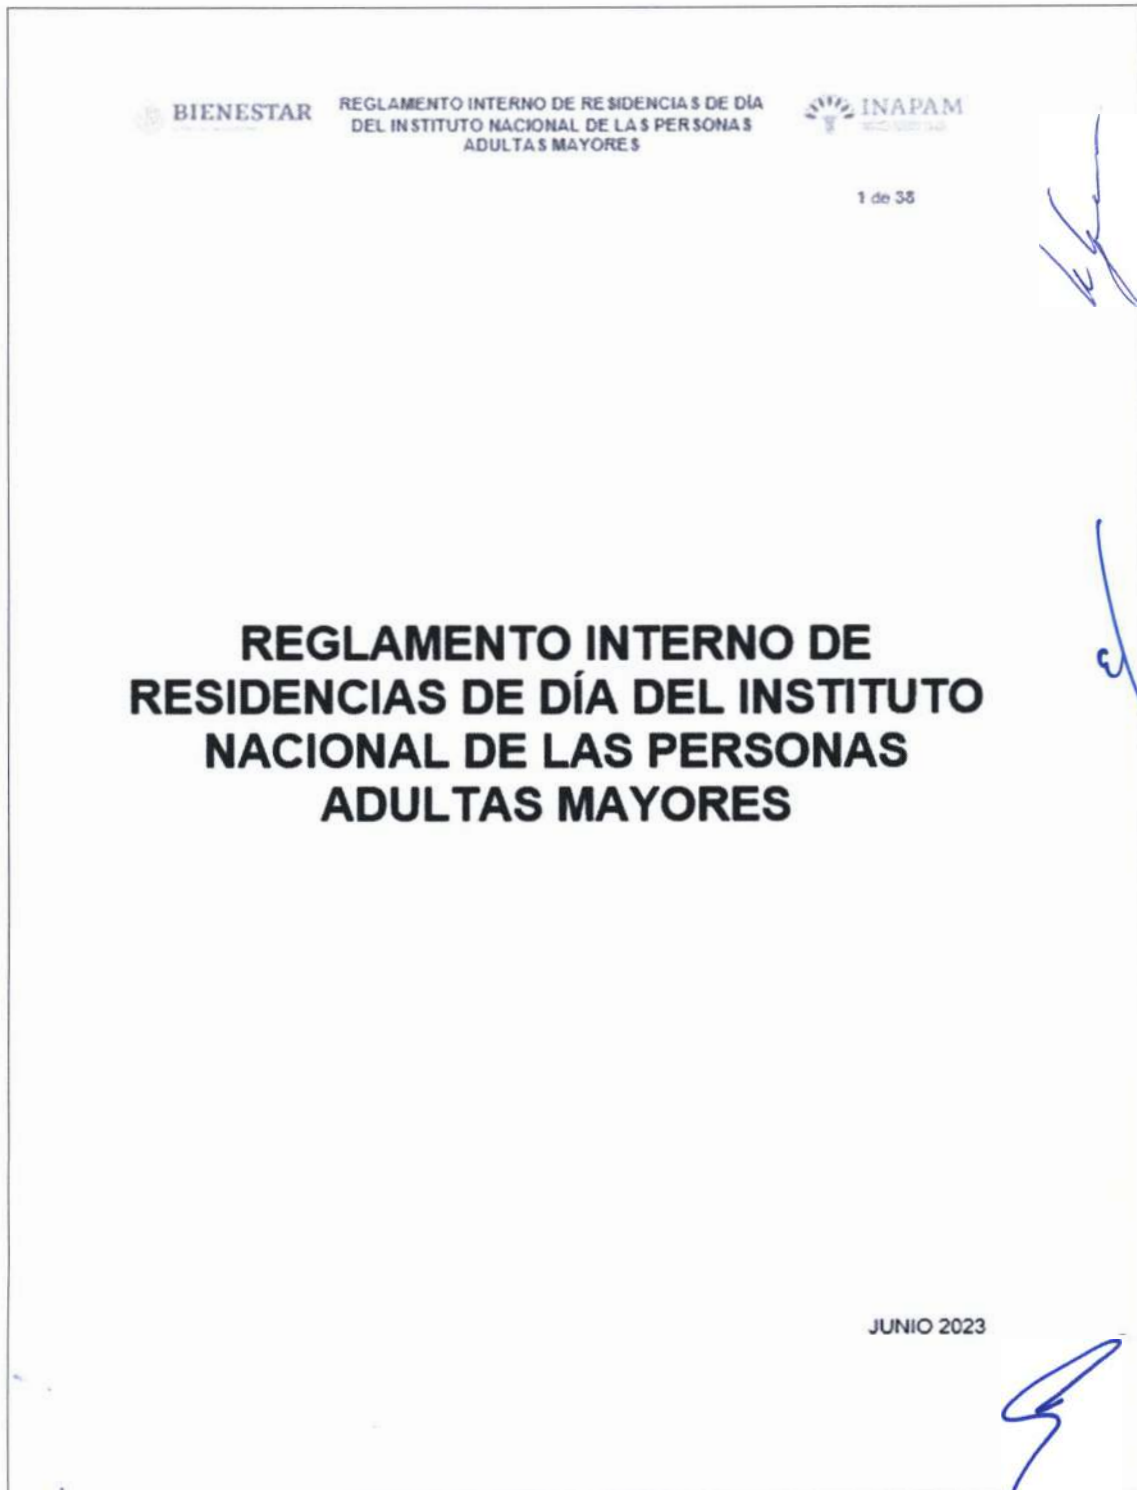 BIENESTAR
REGLAMENTO INTERNO DE RESIDENCIAS DE DÍA
DEL INSTITUTO NACIONAL DE LAS PERSONAS
ADULTAS MAYORES
INAPAM
1 de 38
REGLAMENTO INTERNO DE
RESIDENCIAS DE DÍA DEL INSTITUTO
NACIONAL DE LAS PERSONAS
ADULTAS MAYORES
JUNIO 2023